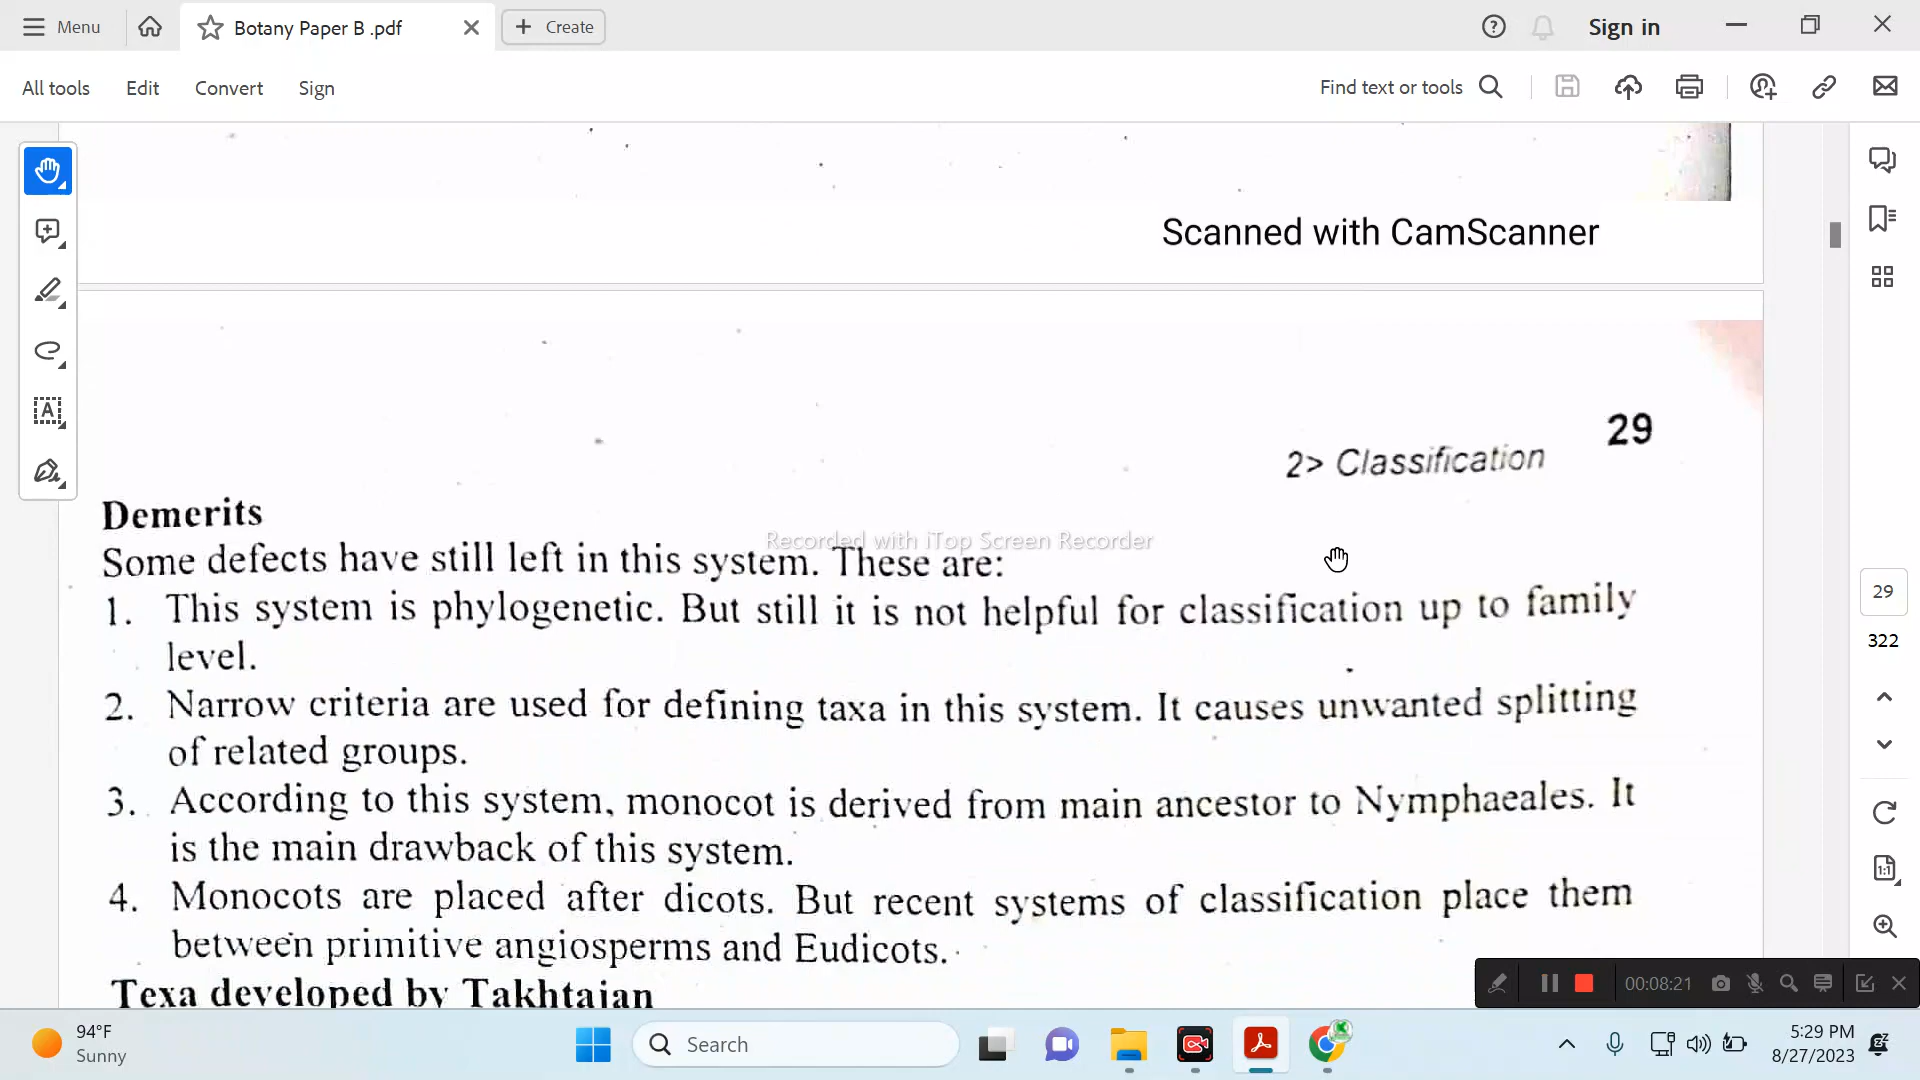 Menu
Botany Paper B .pdf
Create
Sign in
All tools
Edit
Convert
Sign
Find text or tools
Scanned with CamScanner
29
2> Classification
Demerits
Recorded with iTop Screen Recorder
Some defects have still left in this system. These are:
1. This system is phylogenetic. But still it is not helpful for classification up to family
level.
2. Narrow criteria are used for defining taxa in this system. It causes unwanted splitting
of related groups.
3. According to this system, monocot is derived from main ancestor to Nymphaeales. It
is the main drawback of this system.
4. Monocots are placed after dicots. But recent systems of classification place them
between primitive angiosperms and Eudicots.
Texa developed by Takhtajan
29
322
00:08:21
94°F
Sunny
Search
5:29 PM
8/27/2023